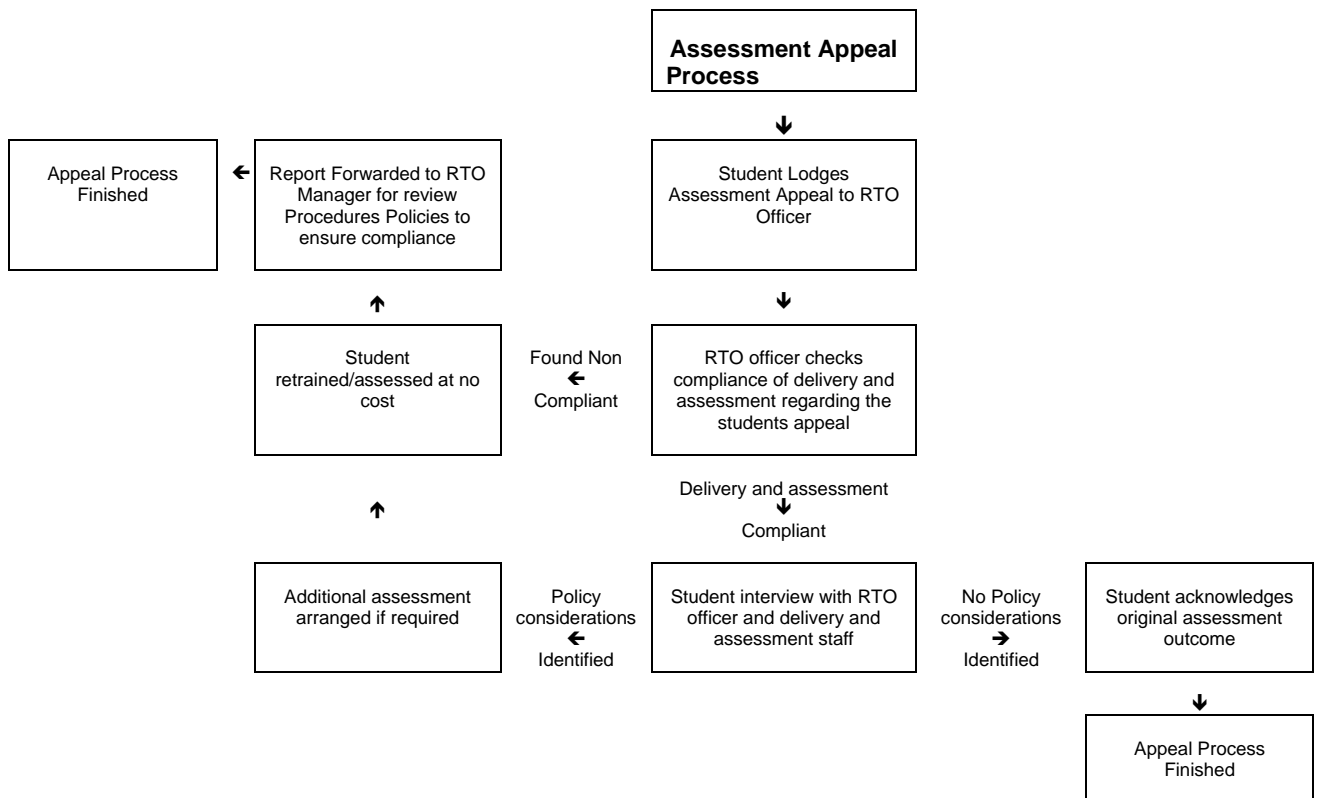 Assessment Appeal
Process
🡻
Appeal Process
Finished
🡸
Report Forwarded to RTO
Manager for review
Procedures Policies to
ensure compliance
Student Lodges
Assessment Appeal to RTO
Officer
🡹
🡻
Student
retrained/assessed at no
cost
Found Non
🡸
Compliant
RTO officer checks
compliance of delivery and
assessment regarding the
students appeal
🡹
Delivery and assessment
🡻
Compliant
Additional assessment
arranged if required
Policy
considerations
🡸
Identified
Student interview with RTO
officer and delivery and
assessment staff
No Policy
considerations
🡺
Identified
Student acknowledges
original assessment
outcome
🡻
Appeal Process
Finished